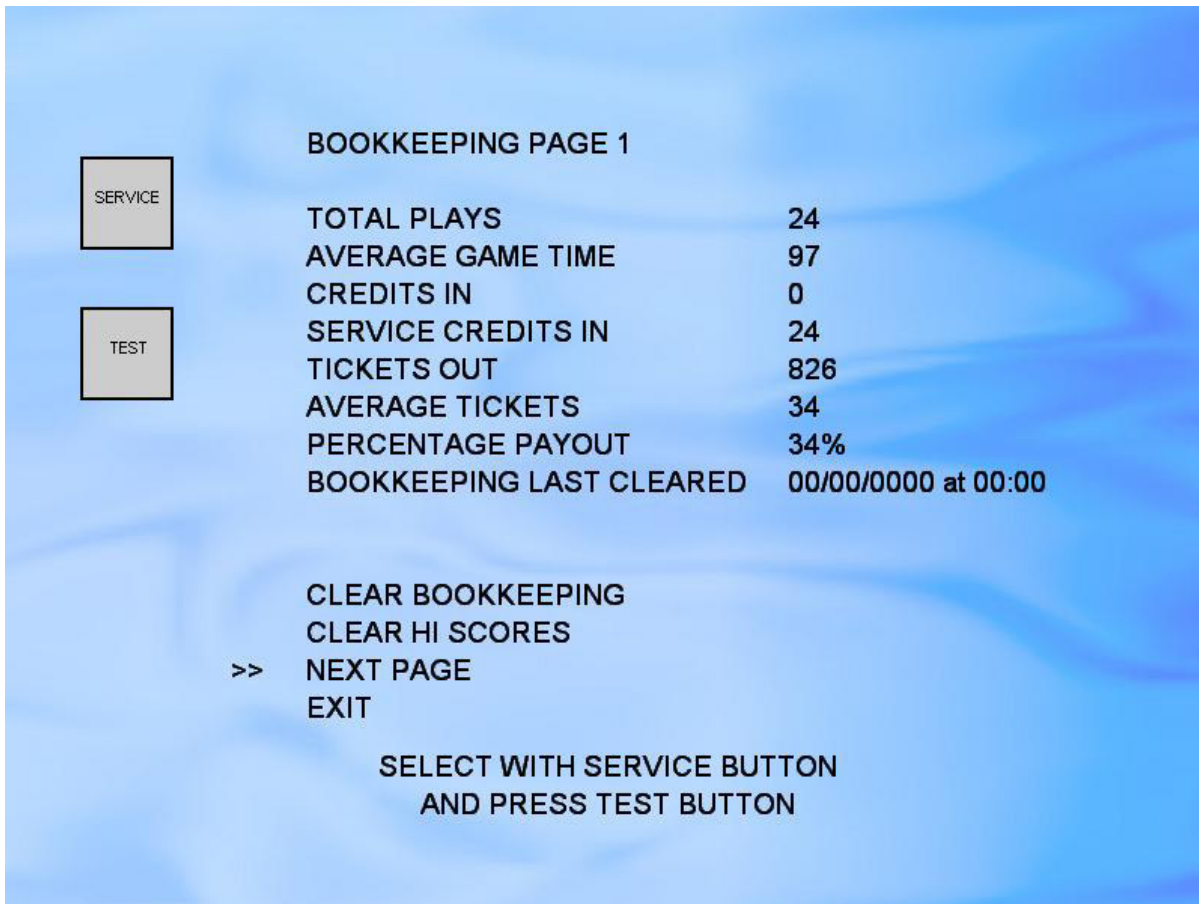 BOOKKEEPING PAGE 1
SERVICE
TOTAL PLAYS 24
AVERAGE GAME TIME 97
CREDITS IN 0
SERVICE CREDITS IN 24
TEST
TICKETS OUT 826
AVERAGE TICKETS 34
PERCENTAGE PAYOUT 34%
BOOKKEEPING LAST CLEARED 00/00/0000 at 00:00
CLEAR BOOKKEEPING
CLEAR HI SCORES
>> NEXT PAGE
EXIT
SELECT WITH SERVICE BUTTON
AND PRESS TEST BUTTON